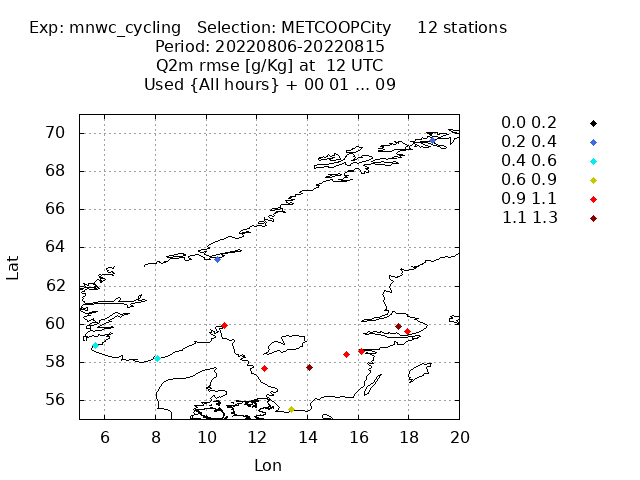 Exp: mnwc_cycling   Selection: METCOOPCity     12 stations
Period: 20220806-20220815
Q2m rmse [g/Kg] at  12 UTC
Used {All hours} + 00 01 ... 09
0.0 0.2
0.2 0.4
0.4 0.6
0.6 0.9
0.9 1.1
1.1 1.3
Lat
70
68
66
64
62
60
58
56
6 8 10 12 14 16 18 20
Lon